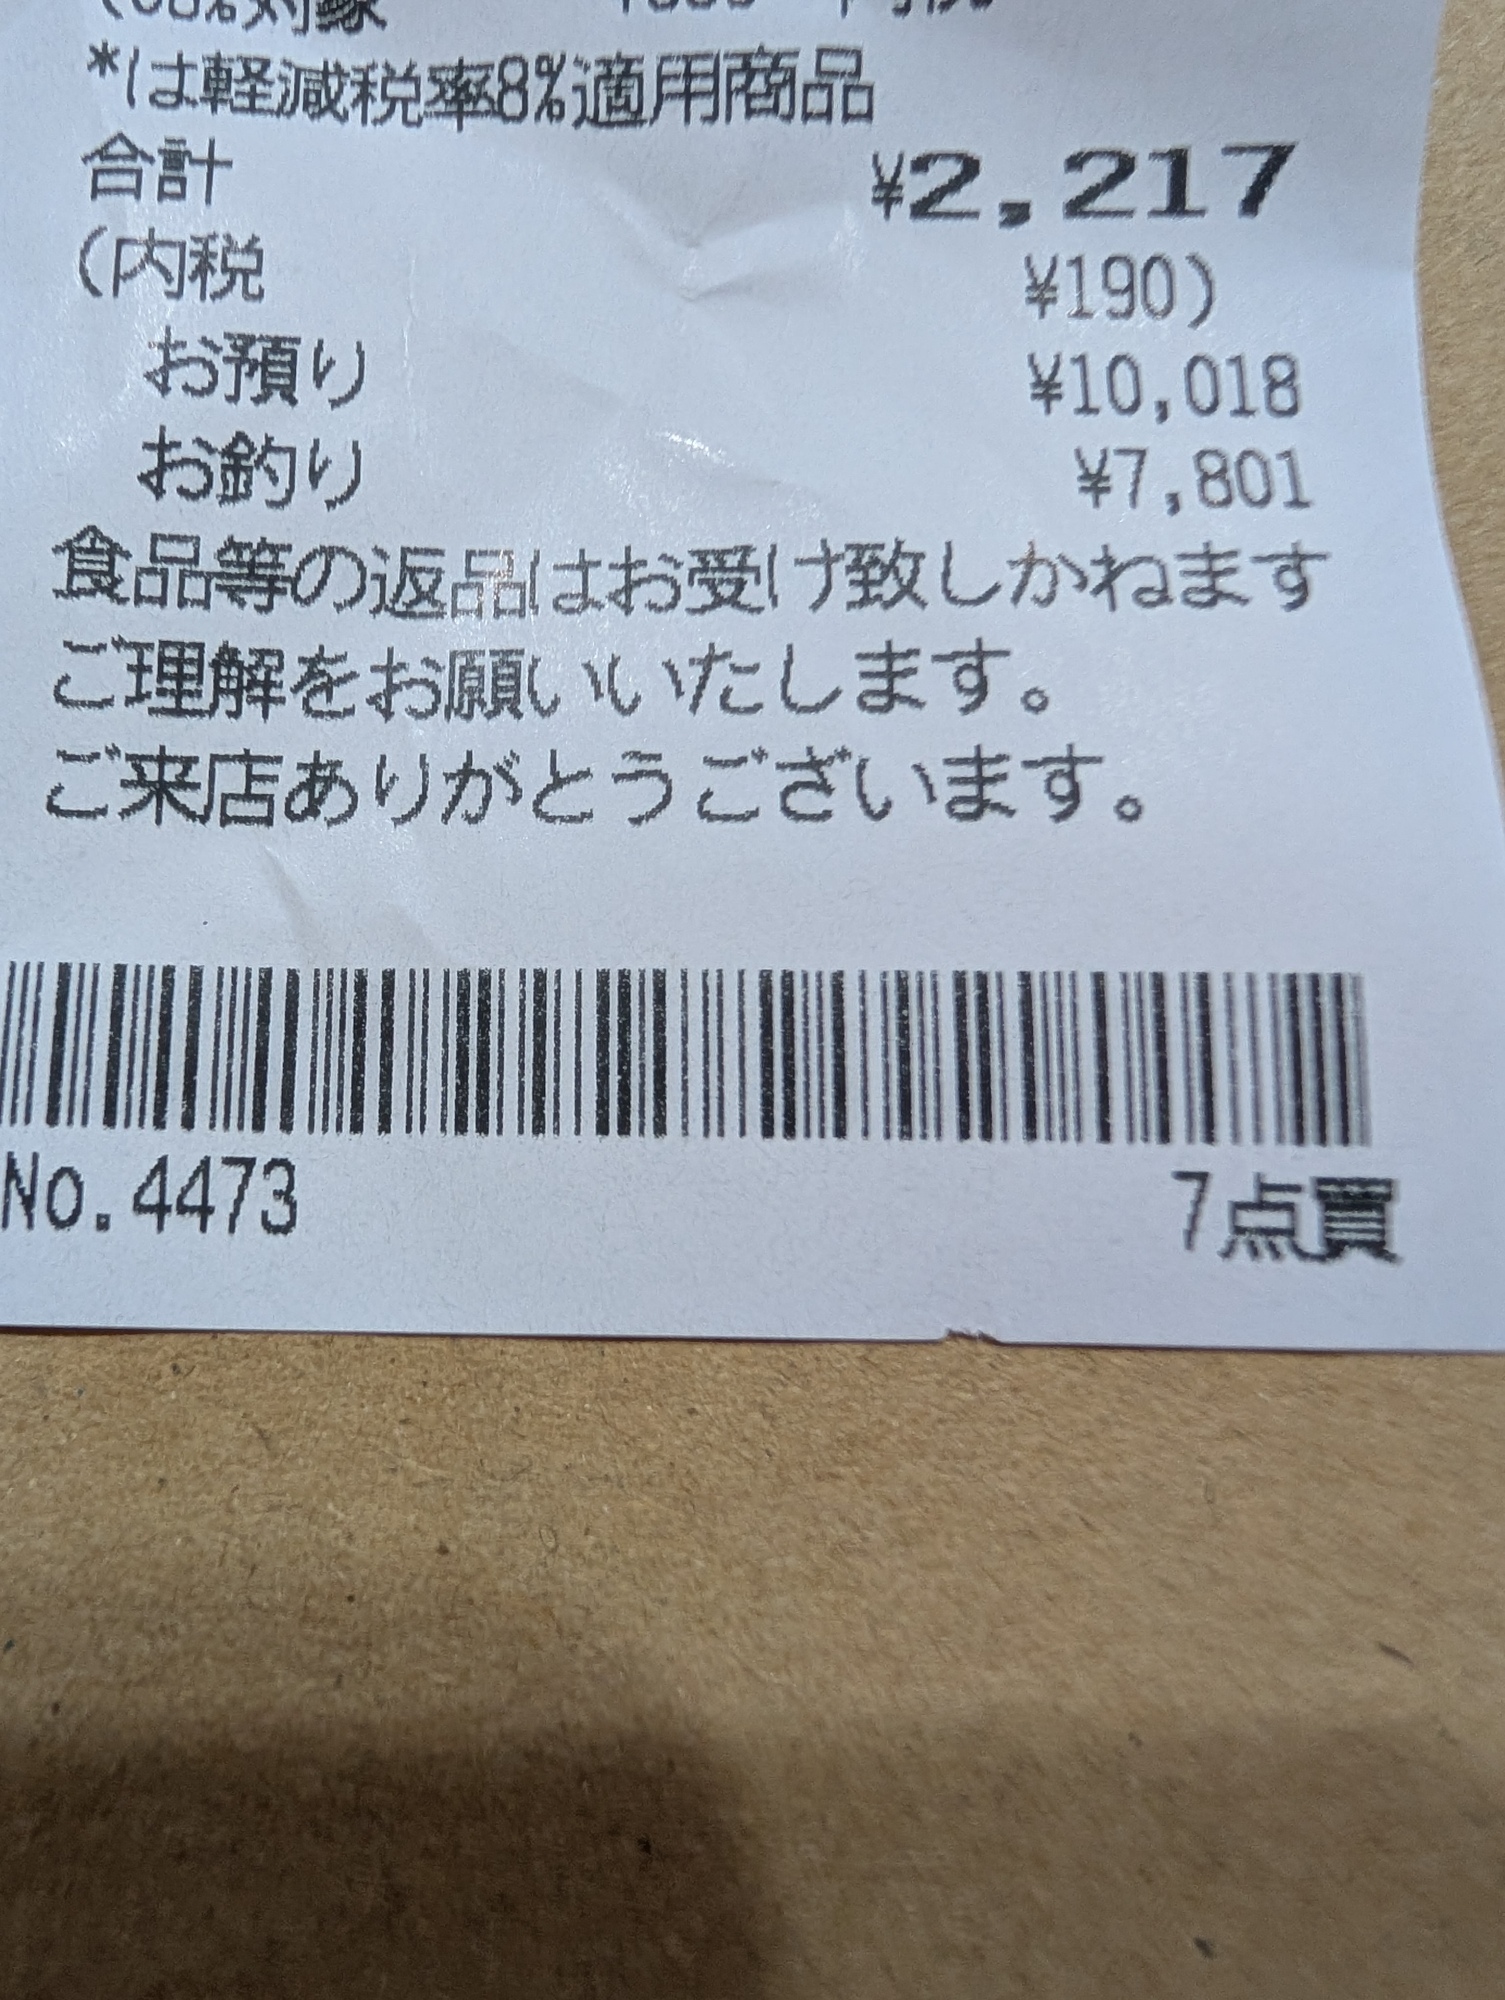 *は軽減税率8%適用商品
合計 ¥2,217
(内税 ¥190)
お預り ¥10,018
お釣り ¥7,801
食品等の返品はお受け致しかねます
ご理解をお願いいたします。
ご来店ありがとうございます。
No.4473 7点買